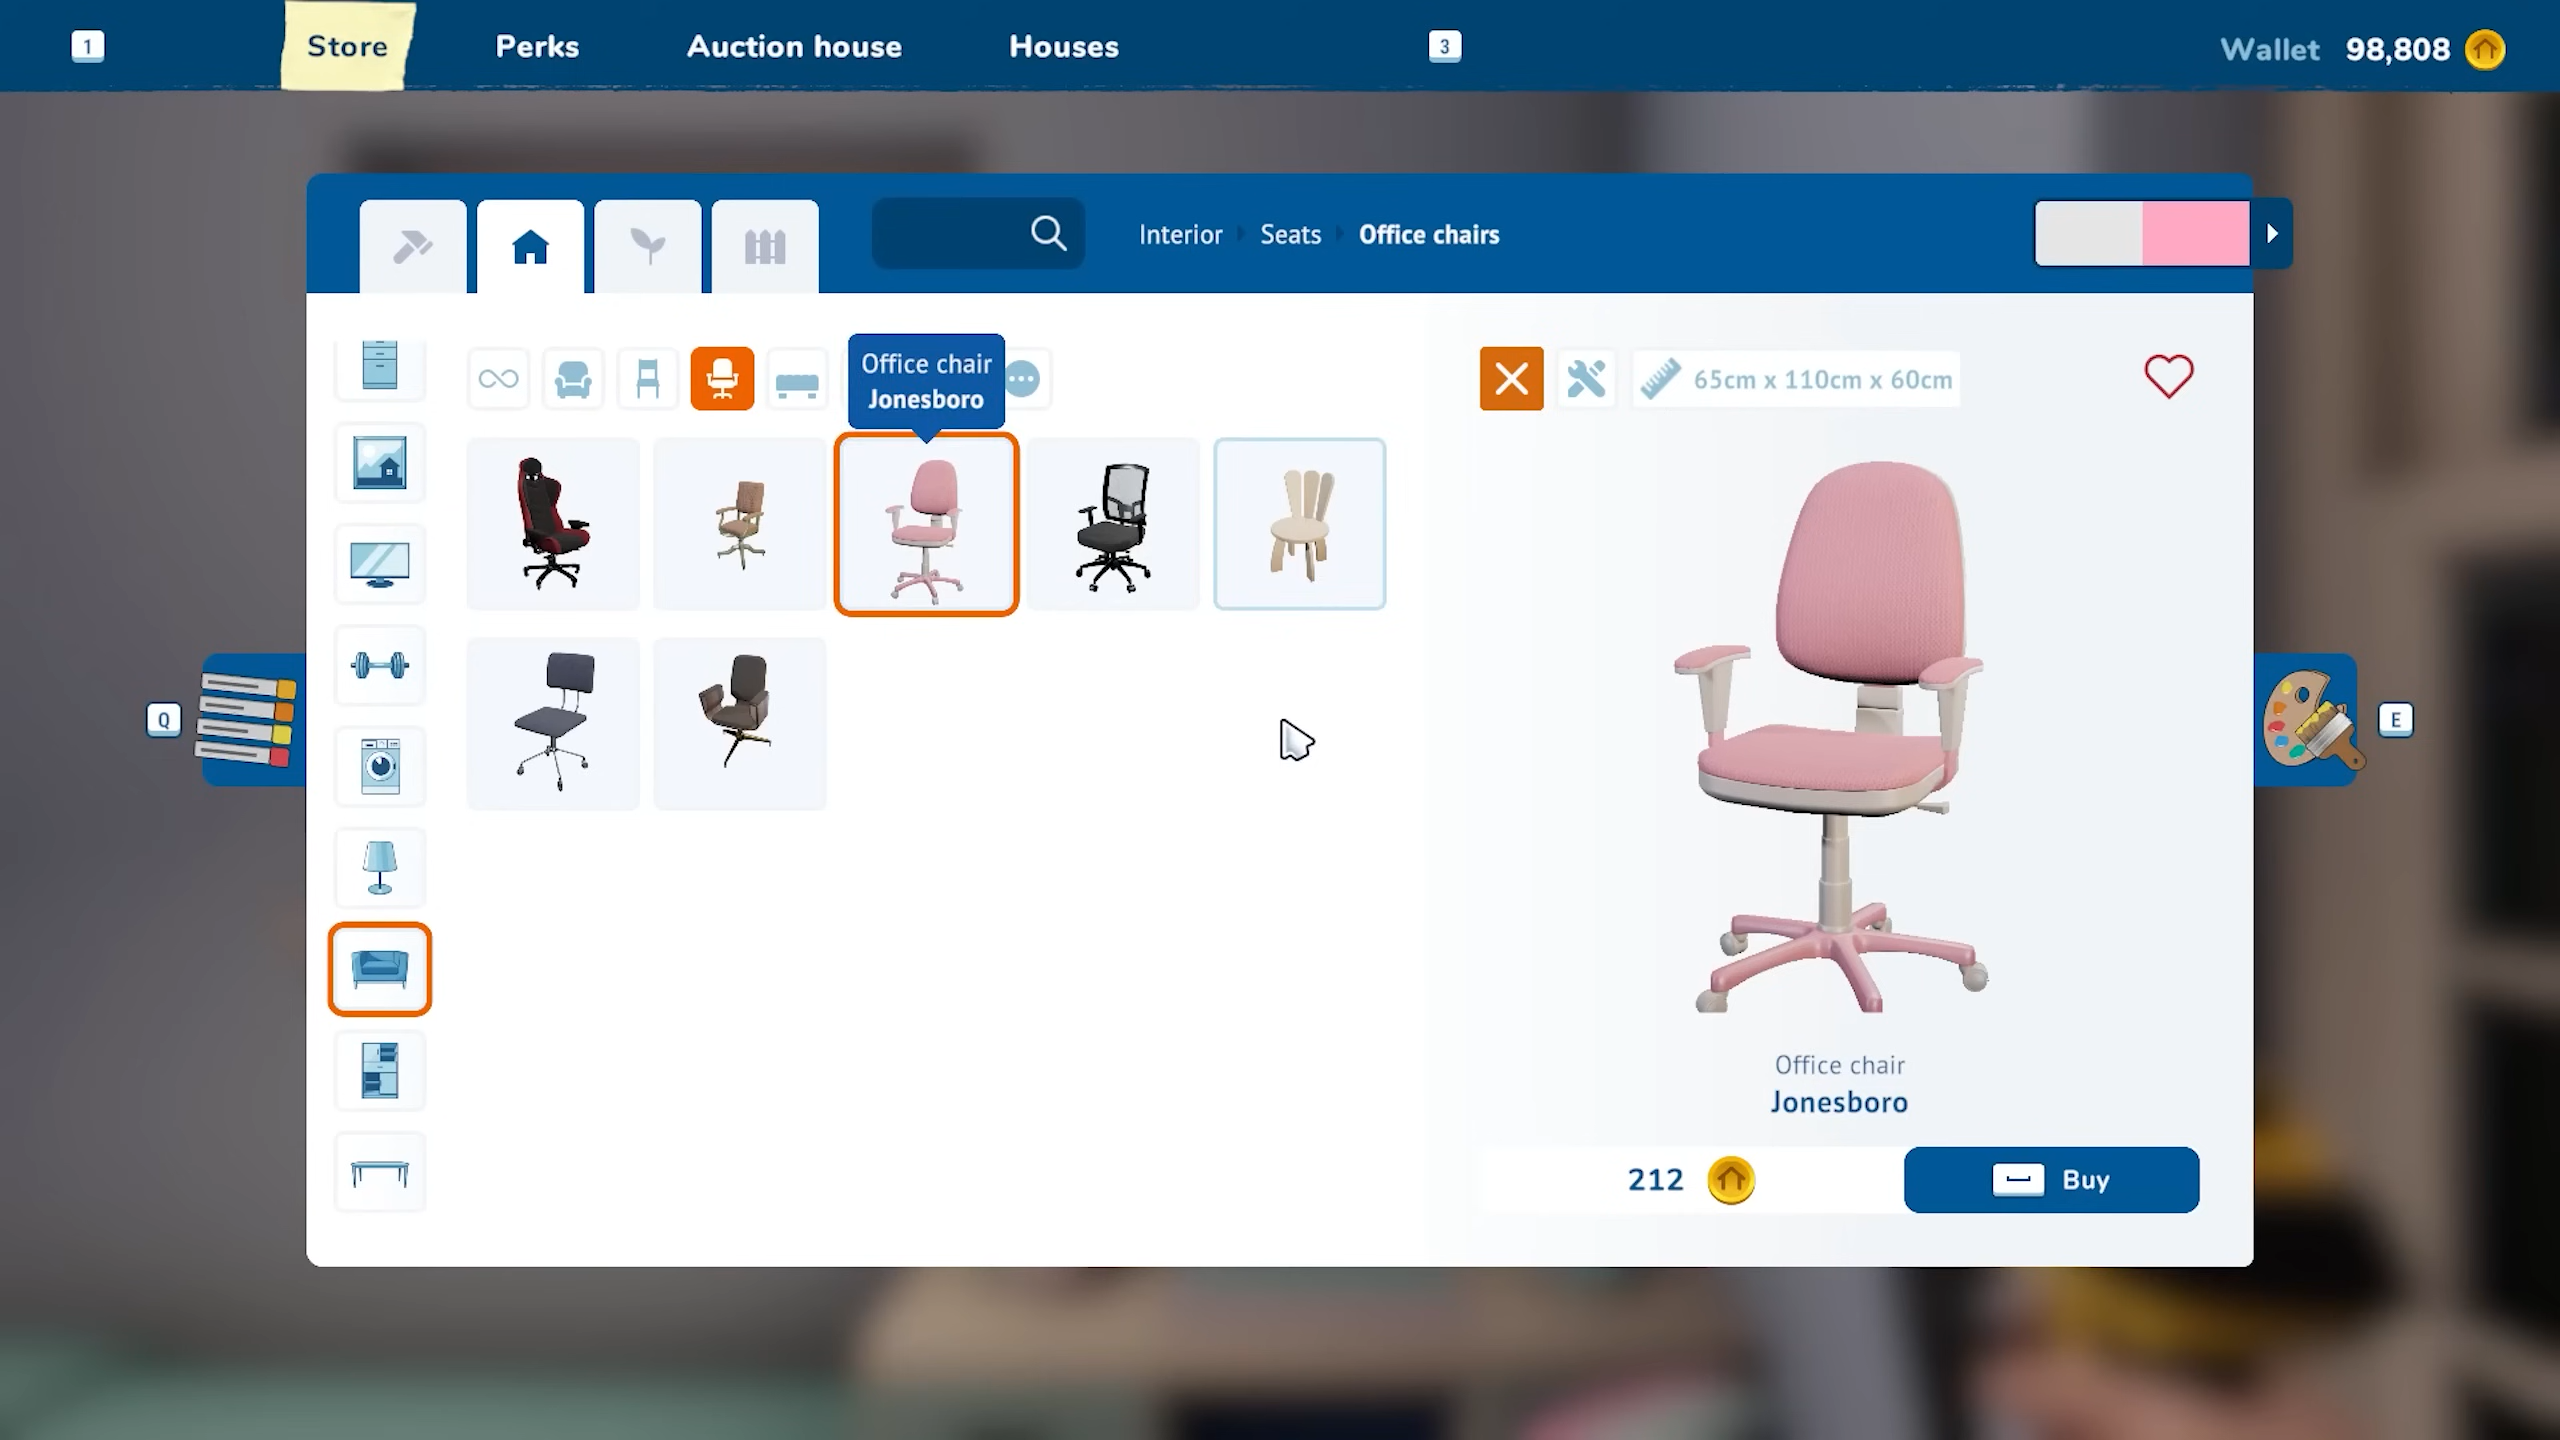 1
Store
Perks
Auction house
Houses
3
Wallet 98,808
Interior
Seats
Office chairs
Office chair
Jonesboro
65cm x 110cm x 60cm
Q
E
Office chair
Jonesboro
212
Buy